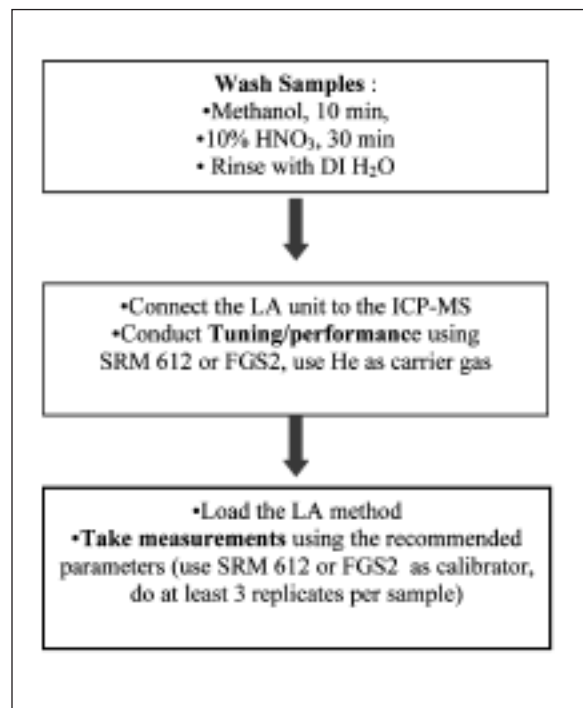 Wash Samples :
•Methanol, 10 min,
•10% HNO₃, 30 min
• Rinse with DI H₂O
•Connect the LA unit to the ICP-MS
•Conduct Tuning/performance using
SRM 612 or FGS2, use He as carrier gas
•Load the LA method
•Take measurements using the recommended
parameters (use SRM 612 or FGS2 as calibrator,
do at least 3 replicates per sample)